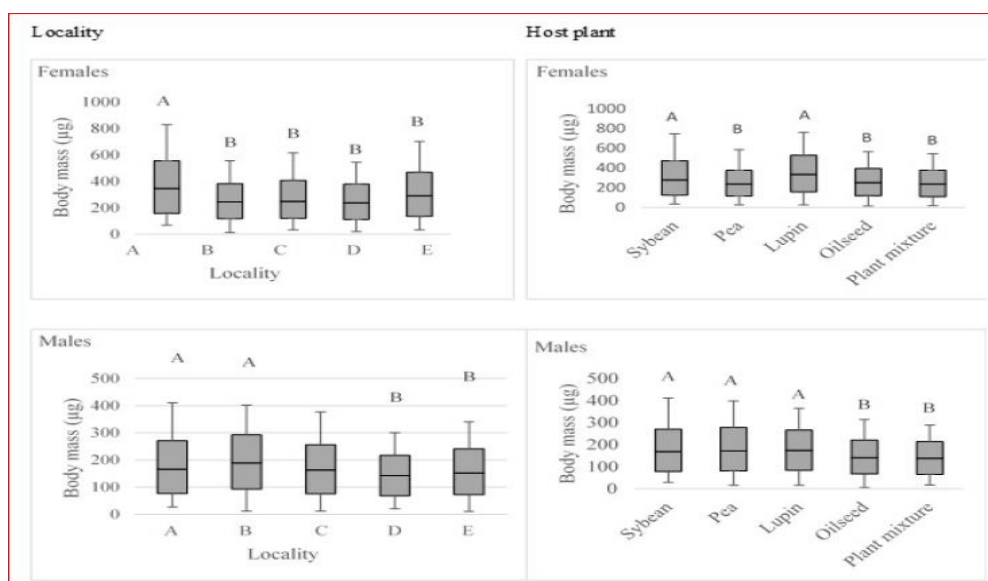 Locality
Host plant
Females
A
B
B
B
B
1000
800
600
400
200
0
Body mass (µg)
A B C D E
Locality
Females
A
B
A
B
B
1000
800
600
400
200
0
Body mass (µg)
Sybean
Pea
Lupin
Oilseed
Plant mixture
Males
A
A
B
B
500
400
300
200
100
0
Body mass (µg)
A B C D E
Locality
Males
A
A
A
B
B
500
400
300
200
100
0
Body mass (µg)
Sybean
Pea
Lupin
Oilseed
Plant mixture